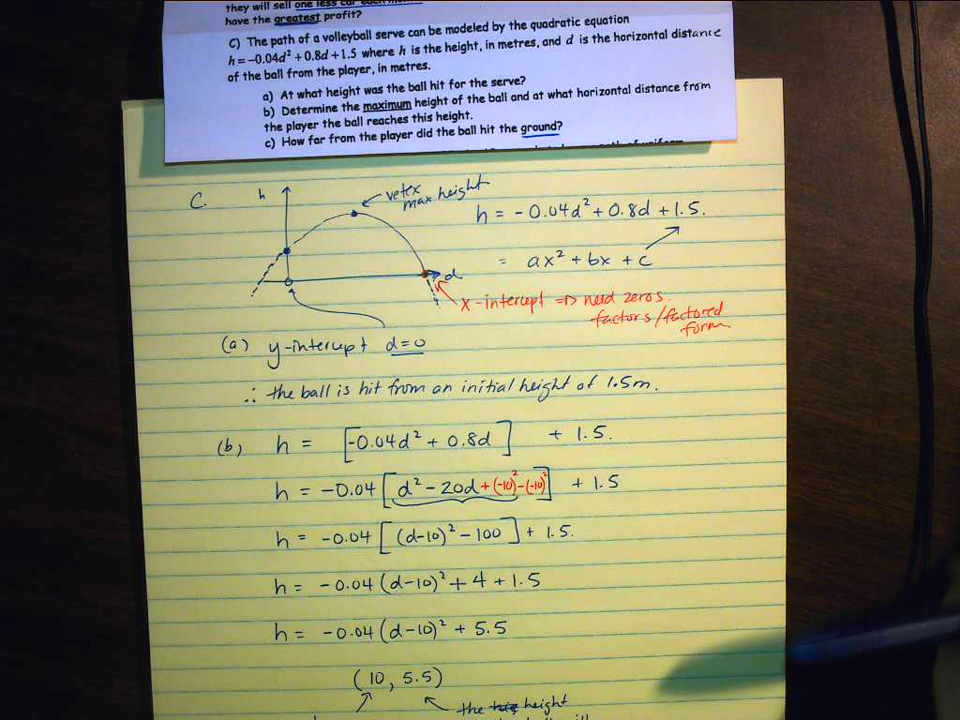 they will sell one less car each
have the greatest profit?
C) The path of a volleyball serve can be modeled by the quadratic equation
h = -0.04d² + 0.8d + 1.5 where h is the height, in metres, and d is the horizontal distance
of the ball from the player, in metres.
a) At what height was the ball hit for the serve?
b) Determine the maximum height of the ball and at what horizontal distance from
the player the ball reaches this height.
c) How far from the player did the ball hit the ground?
C.
h
vetex
max height
h = -0.04d² + 0.8d + 1.5.
= ax² + bx + c
d
x-intercept ⇒ need zeros.
factors/factored
form
(a) y-intercept d=0
∴ the ball is hit from an initial height of 1.5m.
(b) h = [-0.04d² + 0.8d] + 1.5.
h = -0.04 [d² - 20d + (-10)² - (-10)²] + 1.5
h = -0.04 [(d-10)² - 100] + 1.5.
h = -0.04 (d-10)² + 4 + 1.5
h = -0.04 (d-10)² + 5.5
(10, 5.5)
the height